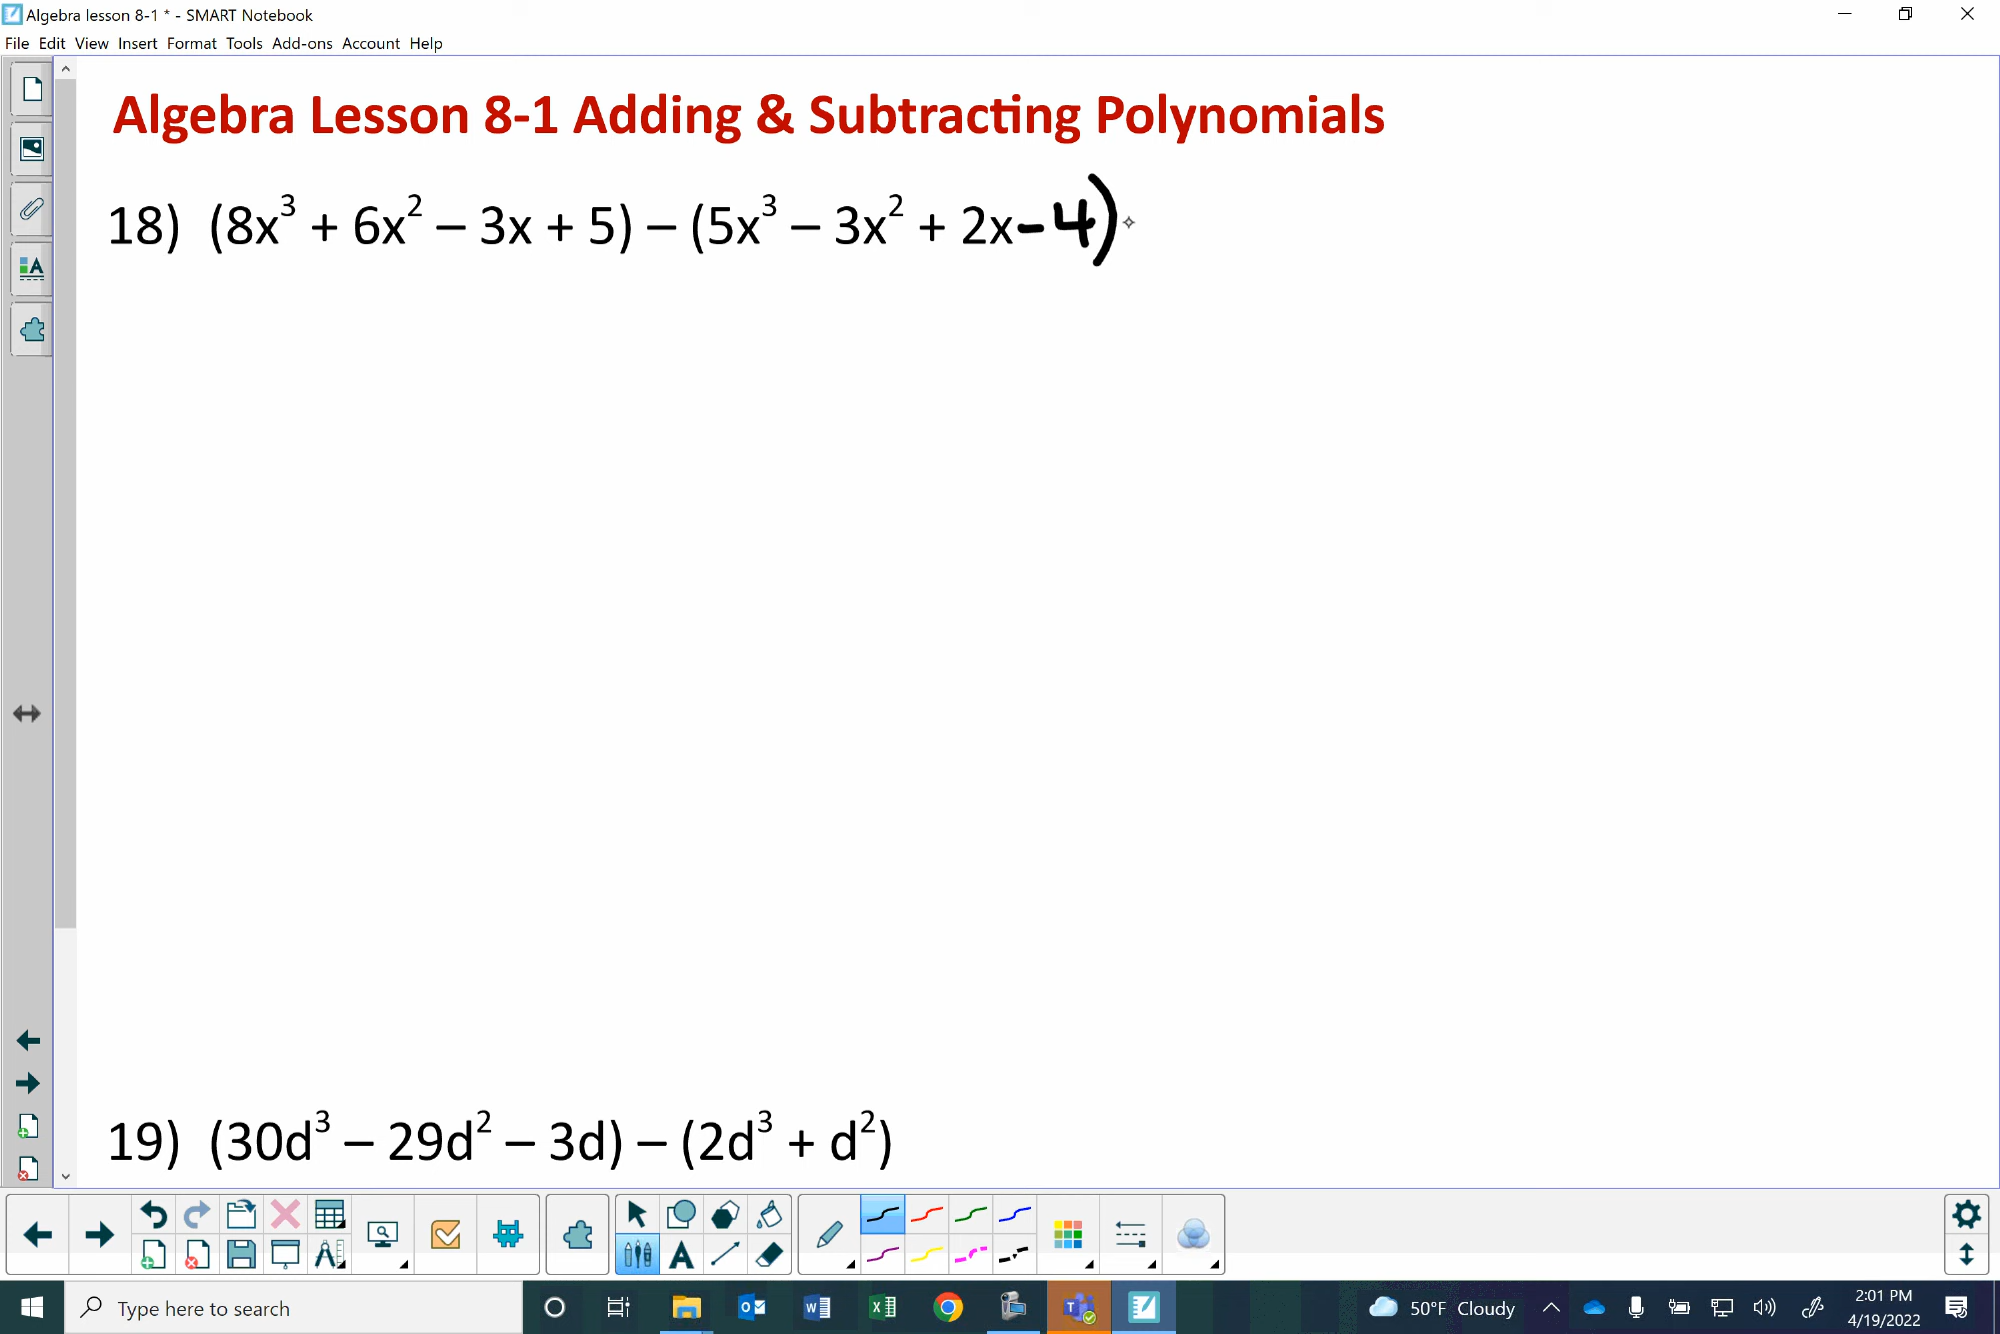 Algebra lesson 8-1 * - SMART Notebook
File Edit View Insert Format Tools Add-ons Account Help
Algebra Lesson 8-1 Adding & Subtracting Polynomials
18) (8x³ + 6x² – 3x + 5) – (5x³ – 3x² + 2x - 4)
19) (30d³ – 29d² – 3d) – (2d³ + d²)
Type here to search
50°F Cloudy
2:01 PM
4/19/2022